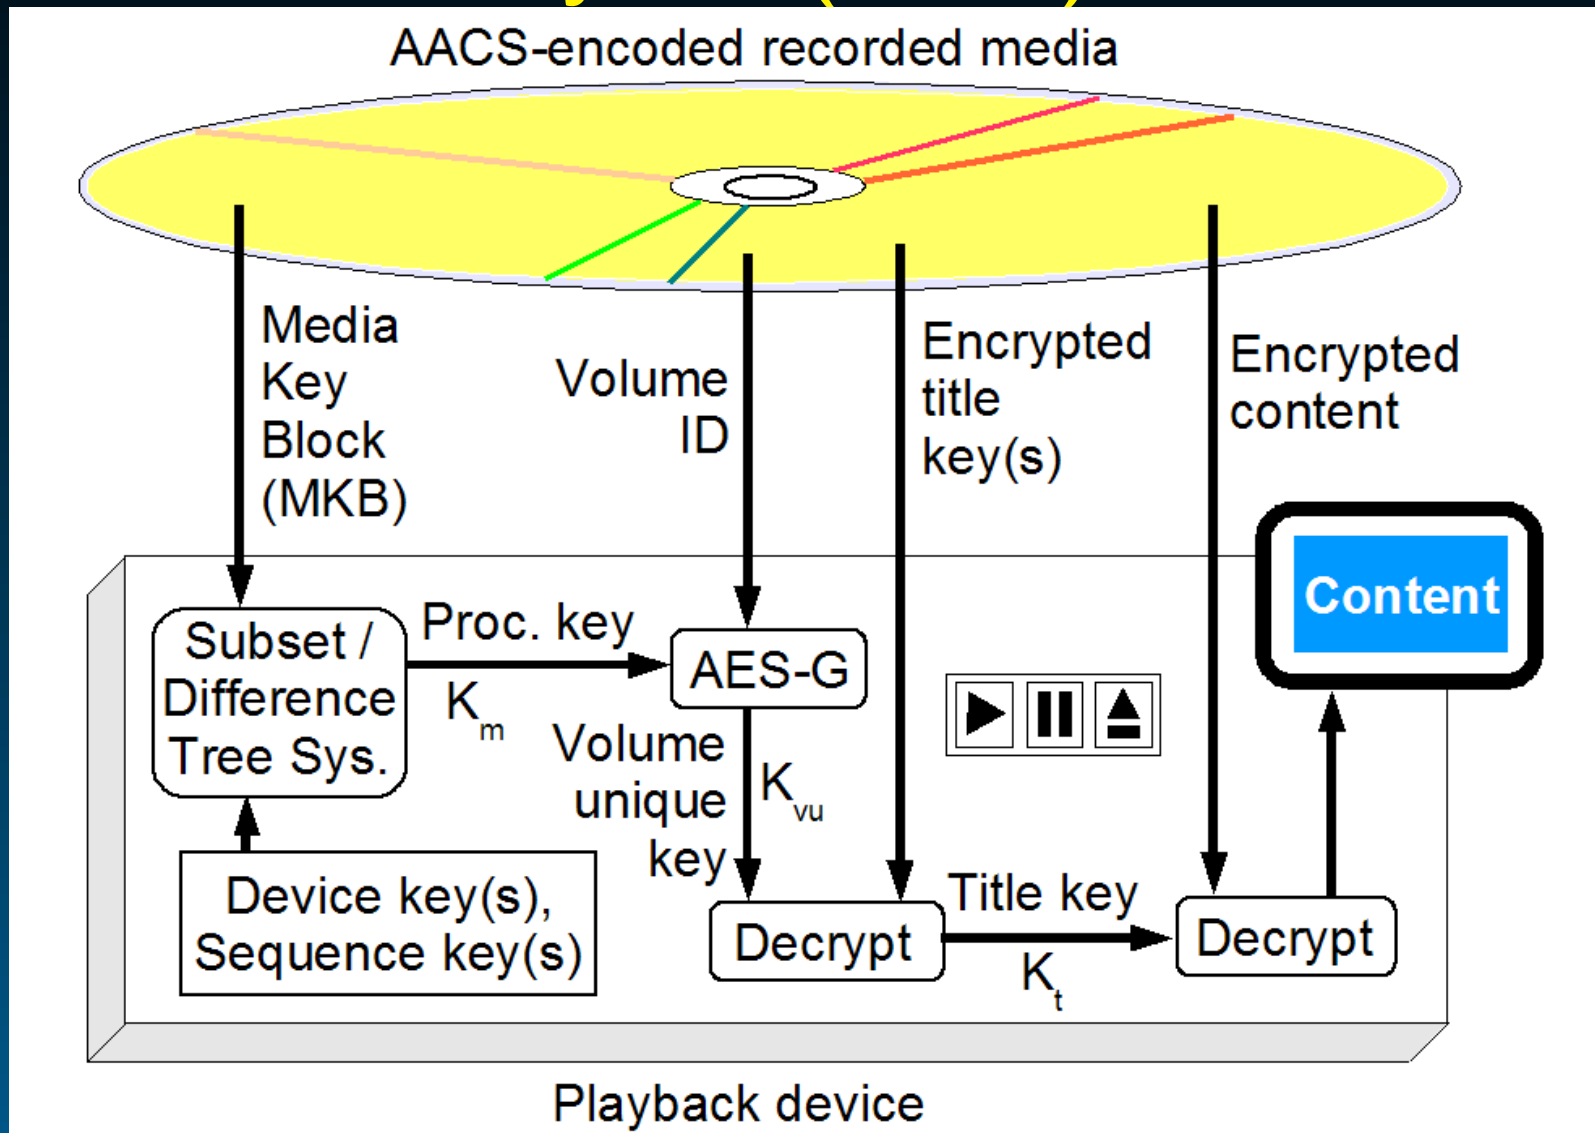 AACS-encoded recorded media
Media
Key
Block
(MKB)
Volume
ID
Encrypted
title
key(s)
Encrypted
content
Content
Subset /
Difference
Tree Sys.
Proc. key
Km
AES-G
Volume
unique
key
Kvu
Device key(s),
Sequence key(s)
Decrypt
Title key
Kt
Decrypt
Playback device